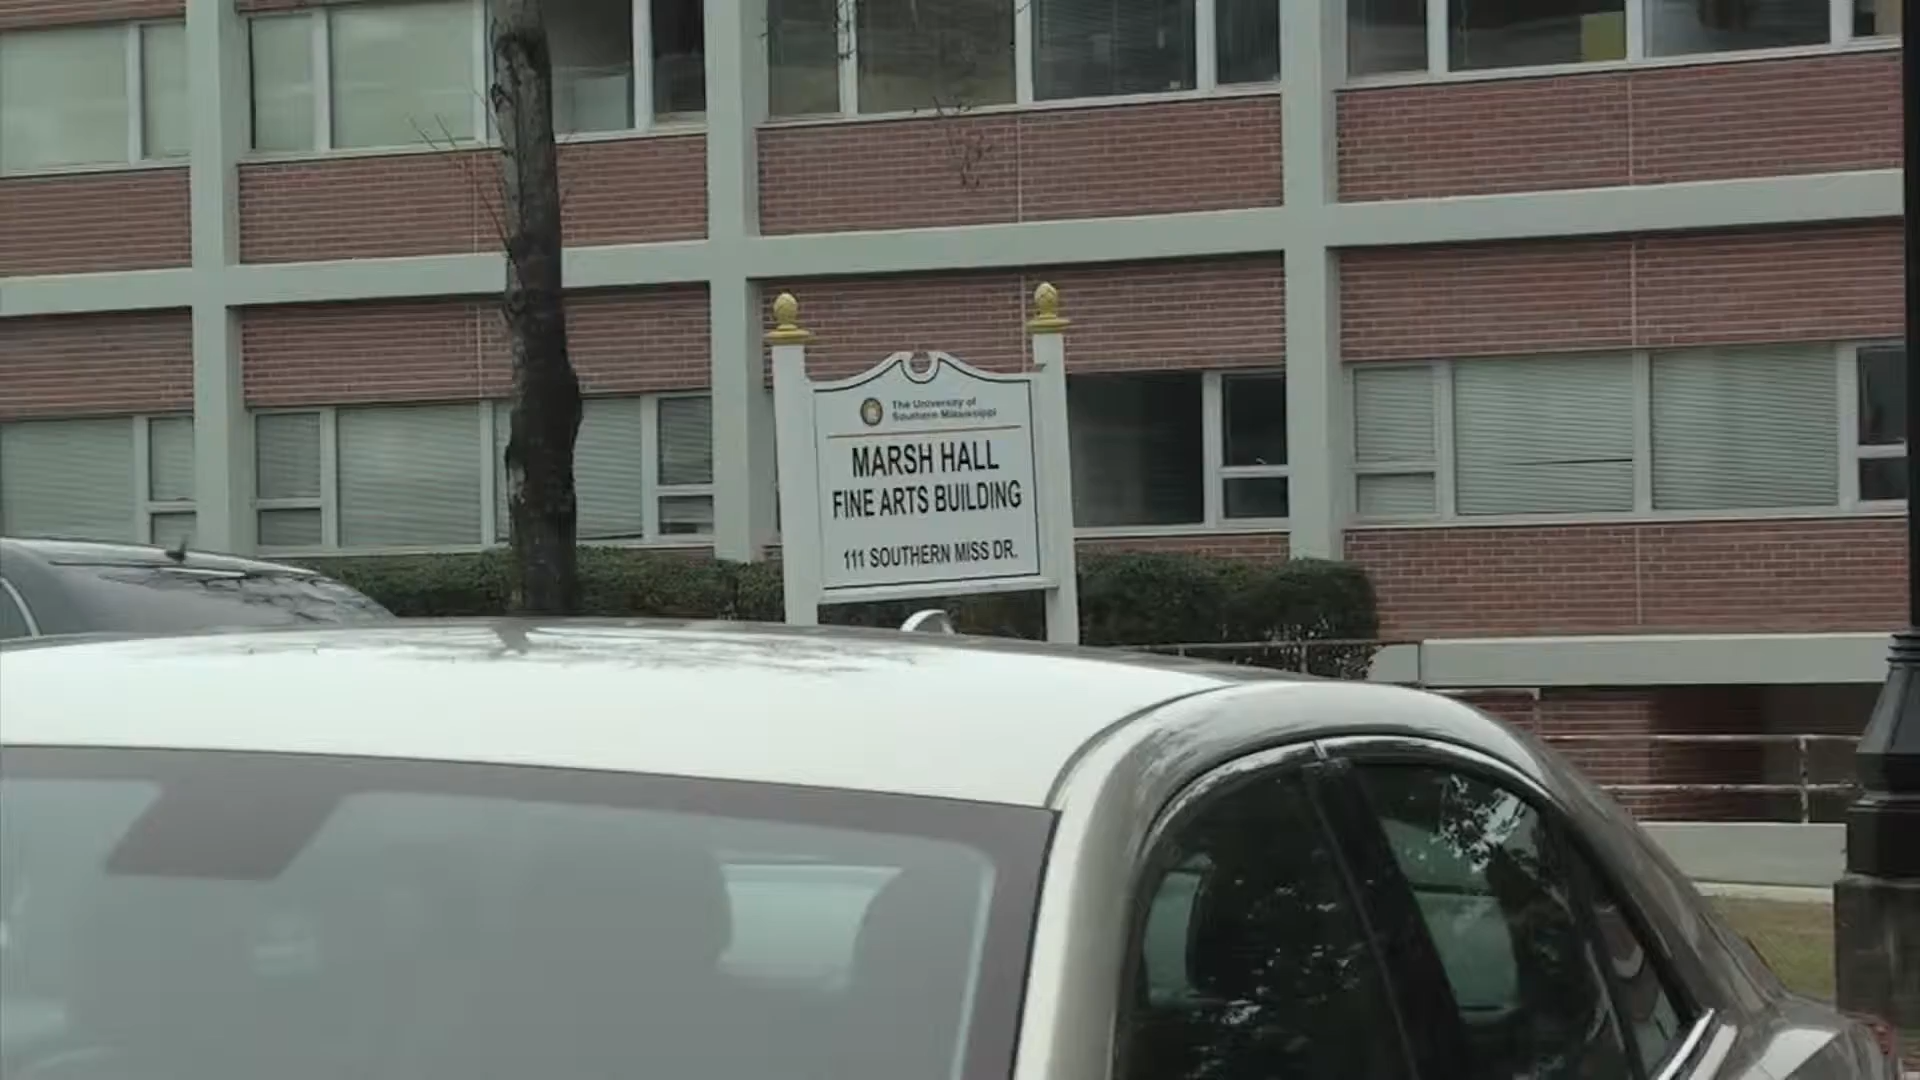 The University of
Southern Mississippi
MARSH HALL
FINE ARTS BUILDING
111 SOUTHERN MISS DR.